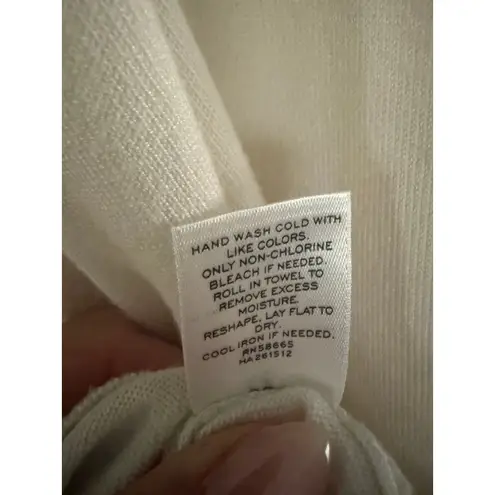 HAND WASH COLD WITH
LIKE COLORS.
ONLY NON-CHLORINE
BLEACH IF NEEDED.
ROLL IN TOWEL TO
REMOVE EXCESS
MOISTURE.
RESHAPE, LAY FLAT TO
DRY.
COOL IRON IF NEEDED.
RN58665
HA261512